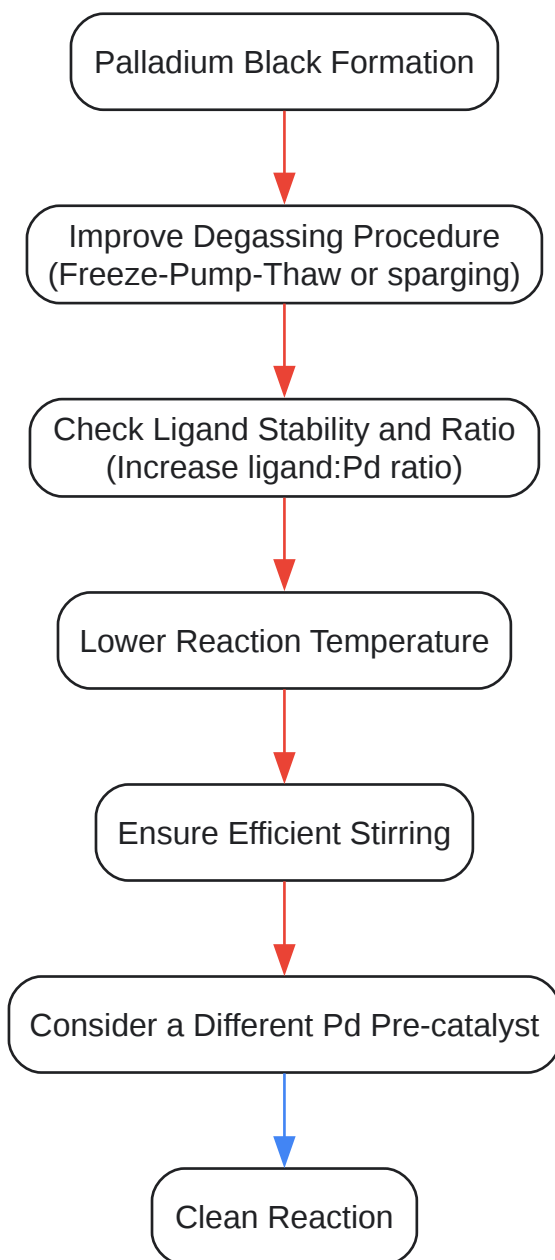 Palladium Black Formation
Improve Degassing Procedure
(Freeze-Pump-Thaw or sparging)
Check Ligand Stability and Ratio
(Increase ligand:Pd ratio)
Lower Reaction Temperature
Ensure Efficient Stirring
Consider a Different Pd Pre-catalyst
Clean Reaction